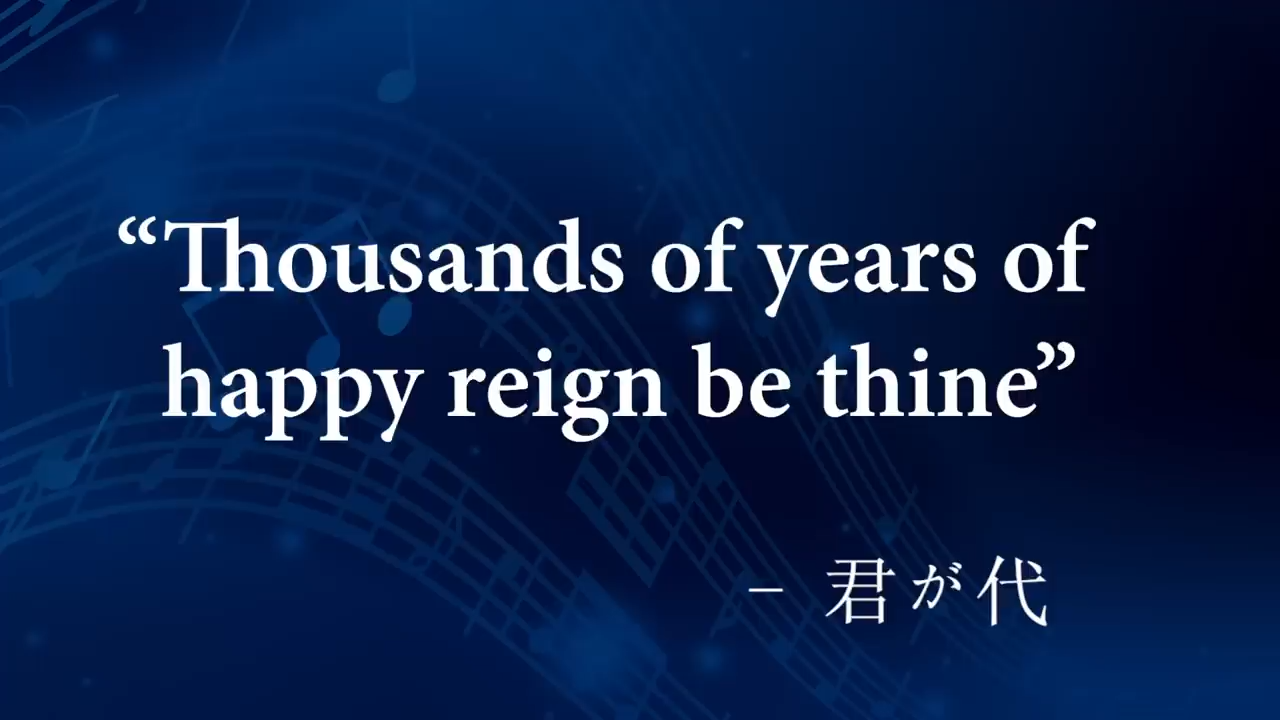 “Thousands of years of
happy reign be thine”
– 君が代